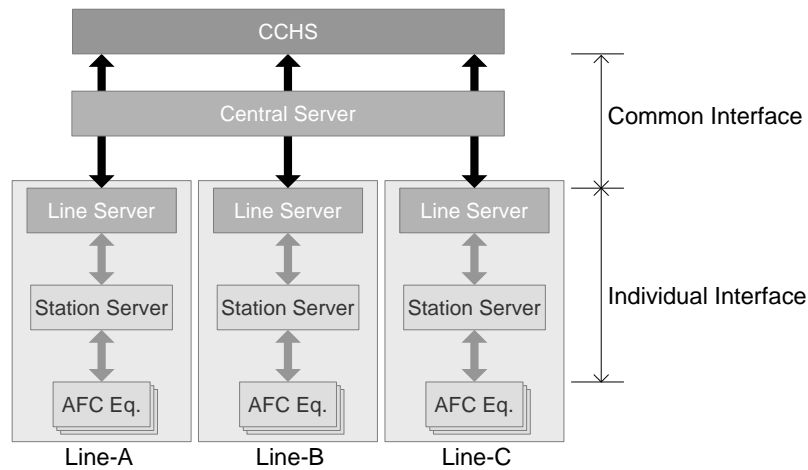 CCHS
Central Server
Common Interface
Line Server
Line Server
Line Server
Station Server
Station Server
Station Server
Individual Interface
AFC Eq.
AFC Eq.
AFC Eq.
Line-A
Line-B
Line-C